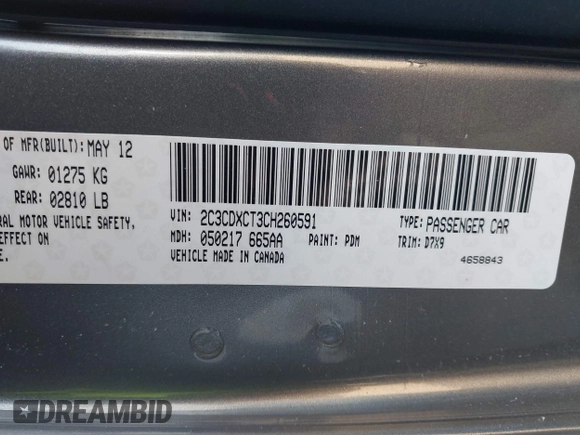 OF MFR(BUILT): MAY 12
GAWR: 01275 KG
REAR: 02810 LB
MOTOR VEHICLE SAFETY,
EFFECT ON
VIN: 2C3CDXCT3CH260591
TYPE: PASSENGER CAR
MDH: 050217 665AA
PAINT: PDM
TRIM: D7X9
VEHICLE MADE IN CANADA
4658843
DREAMBID